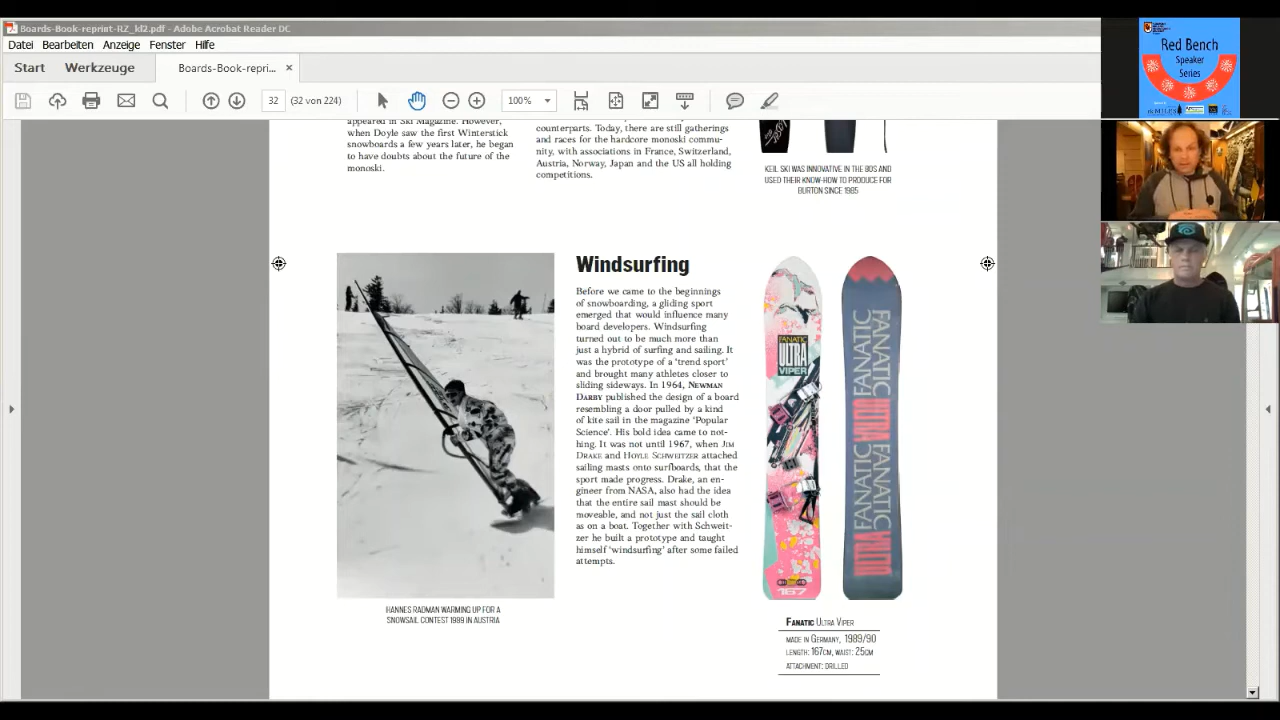 Boards-Book-reprint-RZ_kl2.pdf - Adobe Acrobat Reader DC
Datei Bearbeiten Anzeige Fenster Hilfe
Start Werkzeuge Boards-Book-repri... ×
32 (32 von 224) 100%
appeared in Ski Magazine. However,
when Doyle saw the first Winterstick
snowboards a few years later, he began
to have doubts about the future of the
monoski.
counterparts. Today, there are still gatherings
and races for the hardcore monoski commu-
nity, with associations in France, Switzerland,
Austria, Norway, Japan and the US all holding
competitions.
KEIL SKI WAS INNOVATIVE IN THE 80S AND
USED THEIR KNOW-HOW TO PRODUCE FOR
BURTON SINCE 1985
HANNES RADMAN WARMING UP FOR A
SNOWSAIL CONTEST 1989 IN AUSTRIA
Windsurfing
Before we came to the beginnings
of snowboarding, a gliding sport
emerged that would influence many
board developers. Windsurfing
turned out to be much more than
just a hybrid of surfing and sailing. It
was the prototype of a 'trend sport'
and brought many athletes closer to
sliding sideways. In 1964, NEWMAN
DARBY published the design of a board
resembling a door pulled by a kind
of kite sail in the magazine 'Popular
Science'. His bold idea came to not-
hing. It was not until 1967, when JIM
DRAKE and HOYLE SCHWEITZER attached
sailing masts onto surfboards, that the
sport made progress. Drake, an en-
gineer from NASA, also had the idea
that the entire sail mast should be
moveable, and not just the sail cloth
as on a boat. Together with Schweit-
zer he built a prototype and taught
himself 'windsurfing' after some failed
attempts.
FANATIC
ULTRA
VIPER
167
FANATIC
FANATIC
FANATIC
FANATIC
FANATIC ULTRA VIPER
MADE IN GERMANY, 1989/90
LENGTH: 167CM, WAIST: 25CM
ATTACHMENT: DRILLED
Red Bench
Speaker
Series